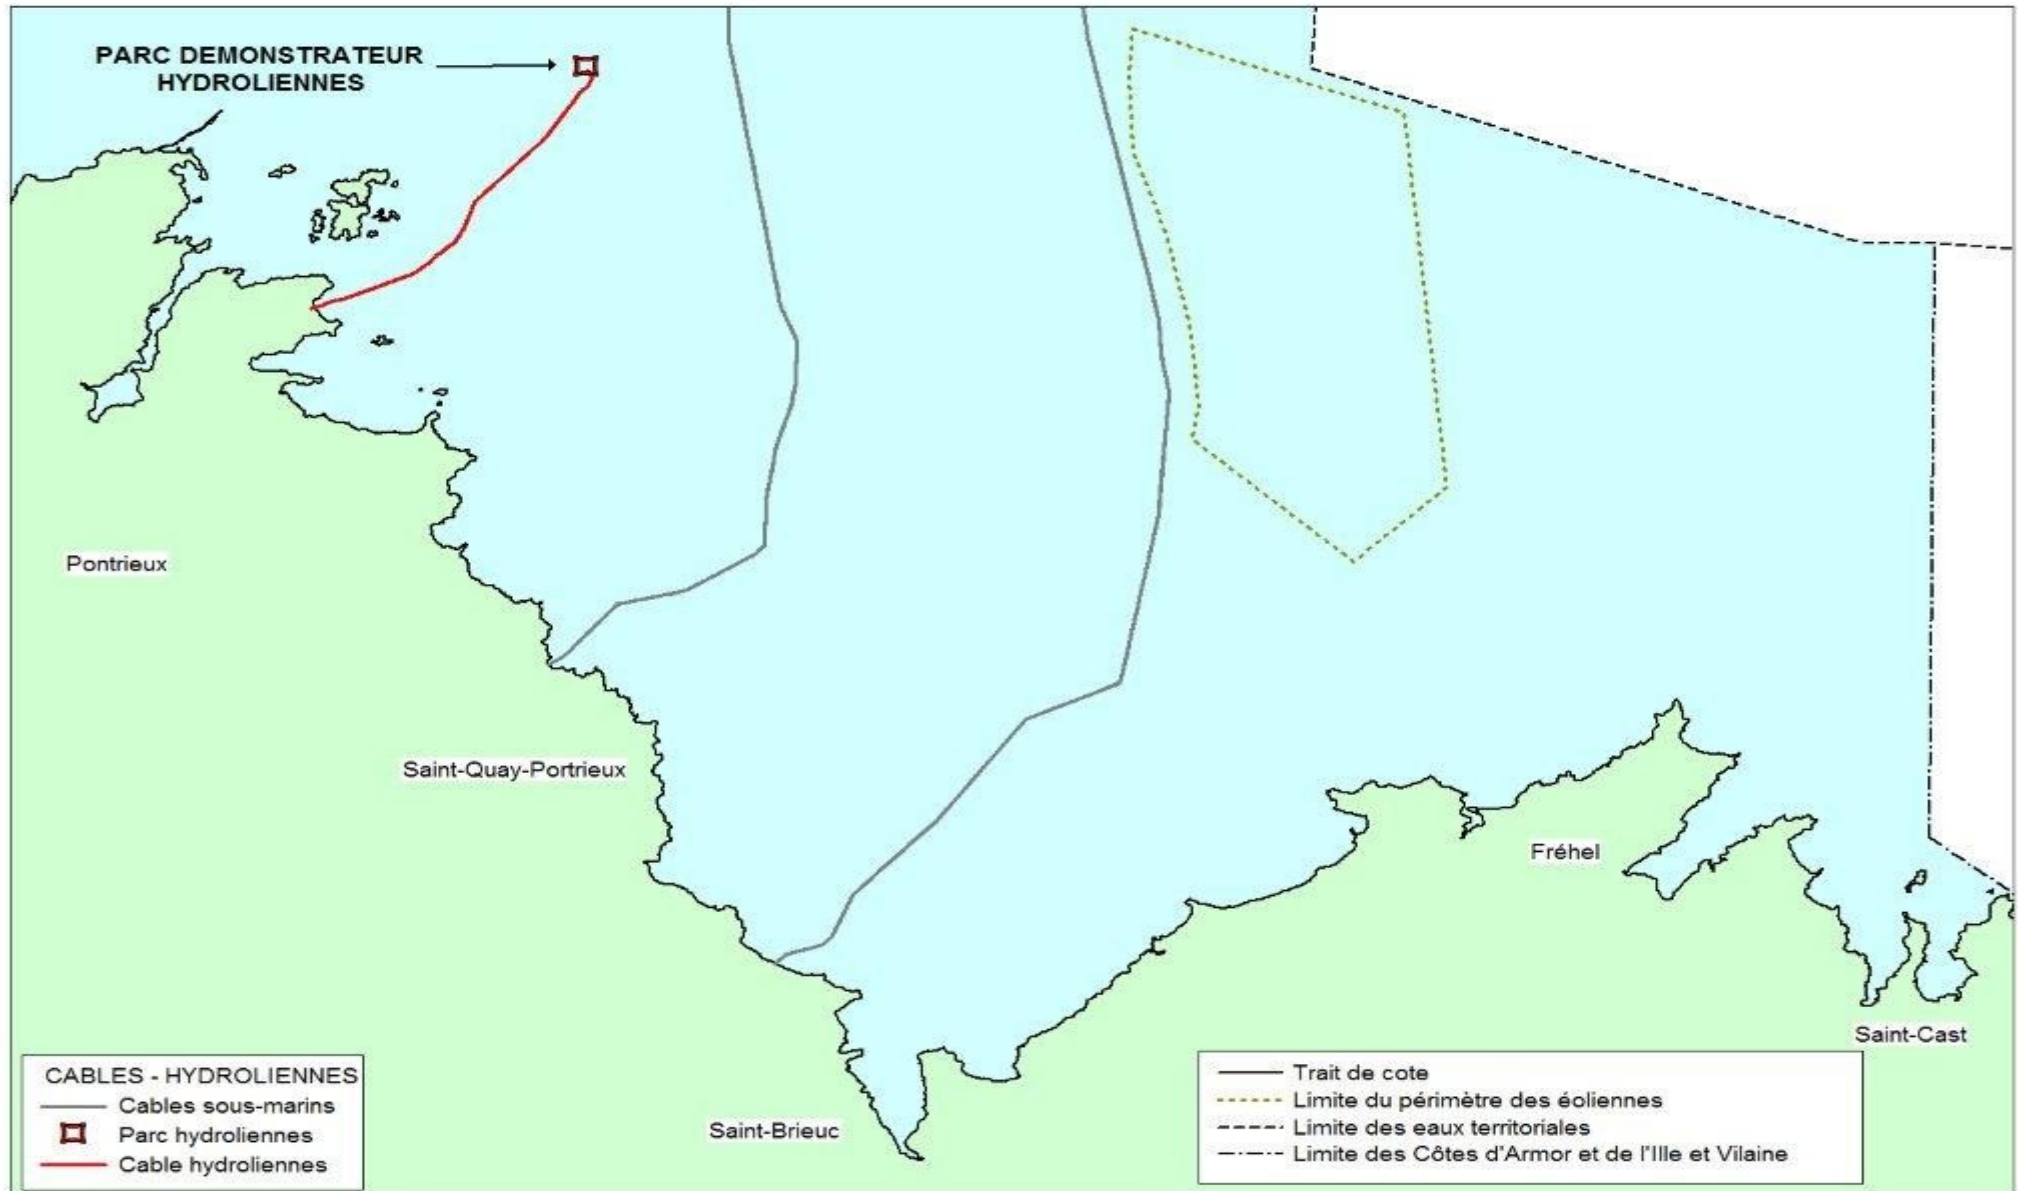 PARC DEMONSTRATEUR
HYDROLIENNES
Pontrieux
Saint-Quay-Portrieux
Fréhel
Saint-Cast
Saint-Brieuc
CABLES - HYDROLIENNES
Cables sous-marins
Parc hydroliennes
Cable hydroliennes
Trait de cote
Limite du périmètre des éoliennes
Limite des eaux territoriales
Limite des Côtes d'Armor et de l'Ille et Vilaine